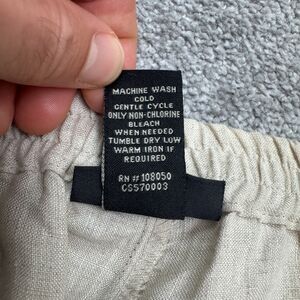 MACHINE WASH
COLD
GENTLE CYCLE
ONLY NON-CHLORINE
BLEACH
WHEN NEEDED
TUMBLE DRY LOW
WARM IRON IF
REQUIRED
RN # 108050
CS570003